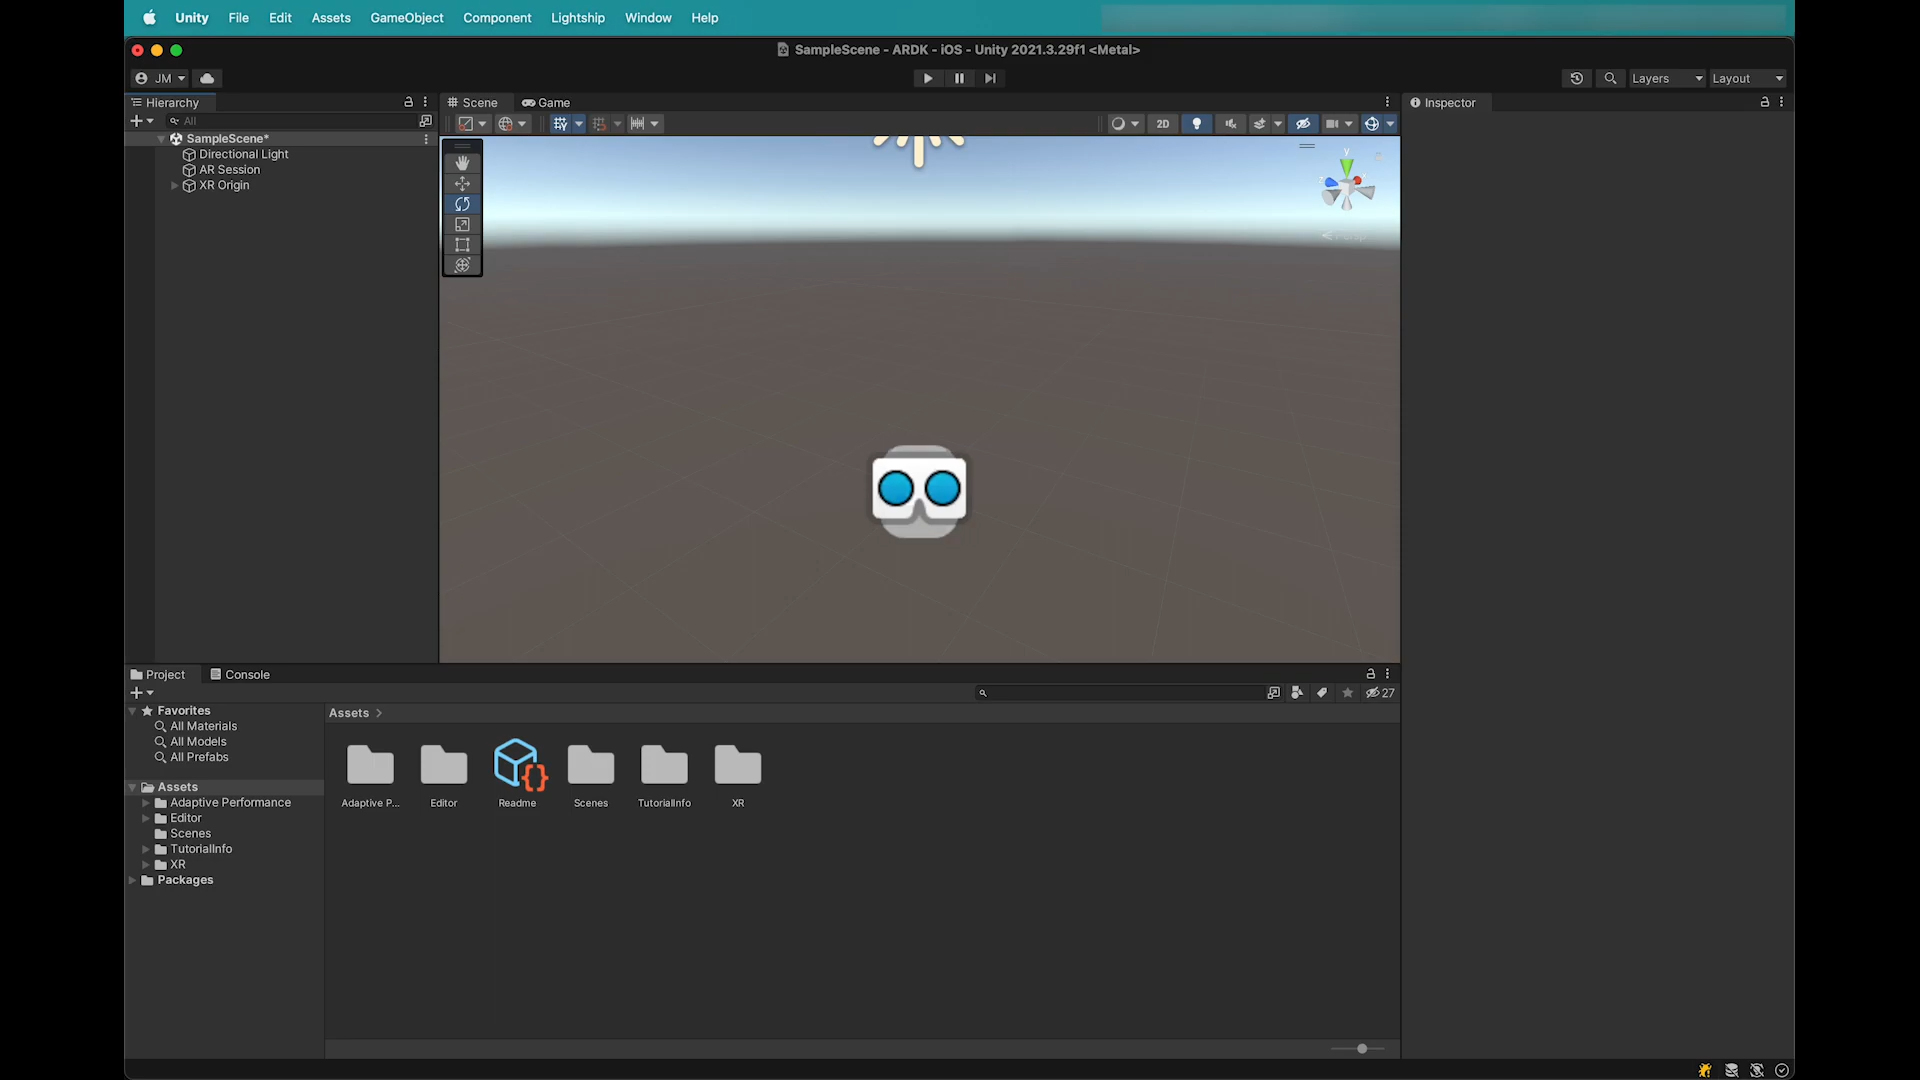 Unity File Edit Assets GameObject Component Lightship Window Help
SampleScene - ARDK - iOS - Unity 2021.3.29f1 <Metal>
JM Layers Layout
Hierarchy Scene Game Inspector
All 2D
SampleScene*
Directional Light
AR Session
XR Origin
y
Persp
Project Console
27
Favorites
All Materials
All Models
All Prefabs
Assets
Adaptive Performance
Editor
Scenes
TutorialInfo
XR
Packages
Assets >
Adaptive P... Editor Readme Scenes TutorialInfo XR